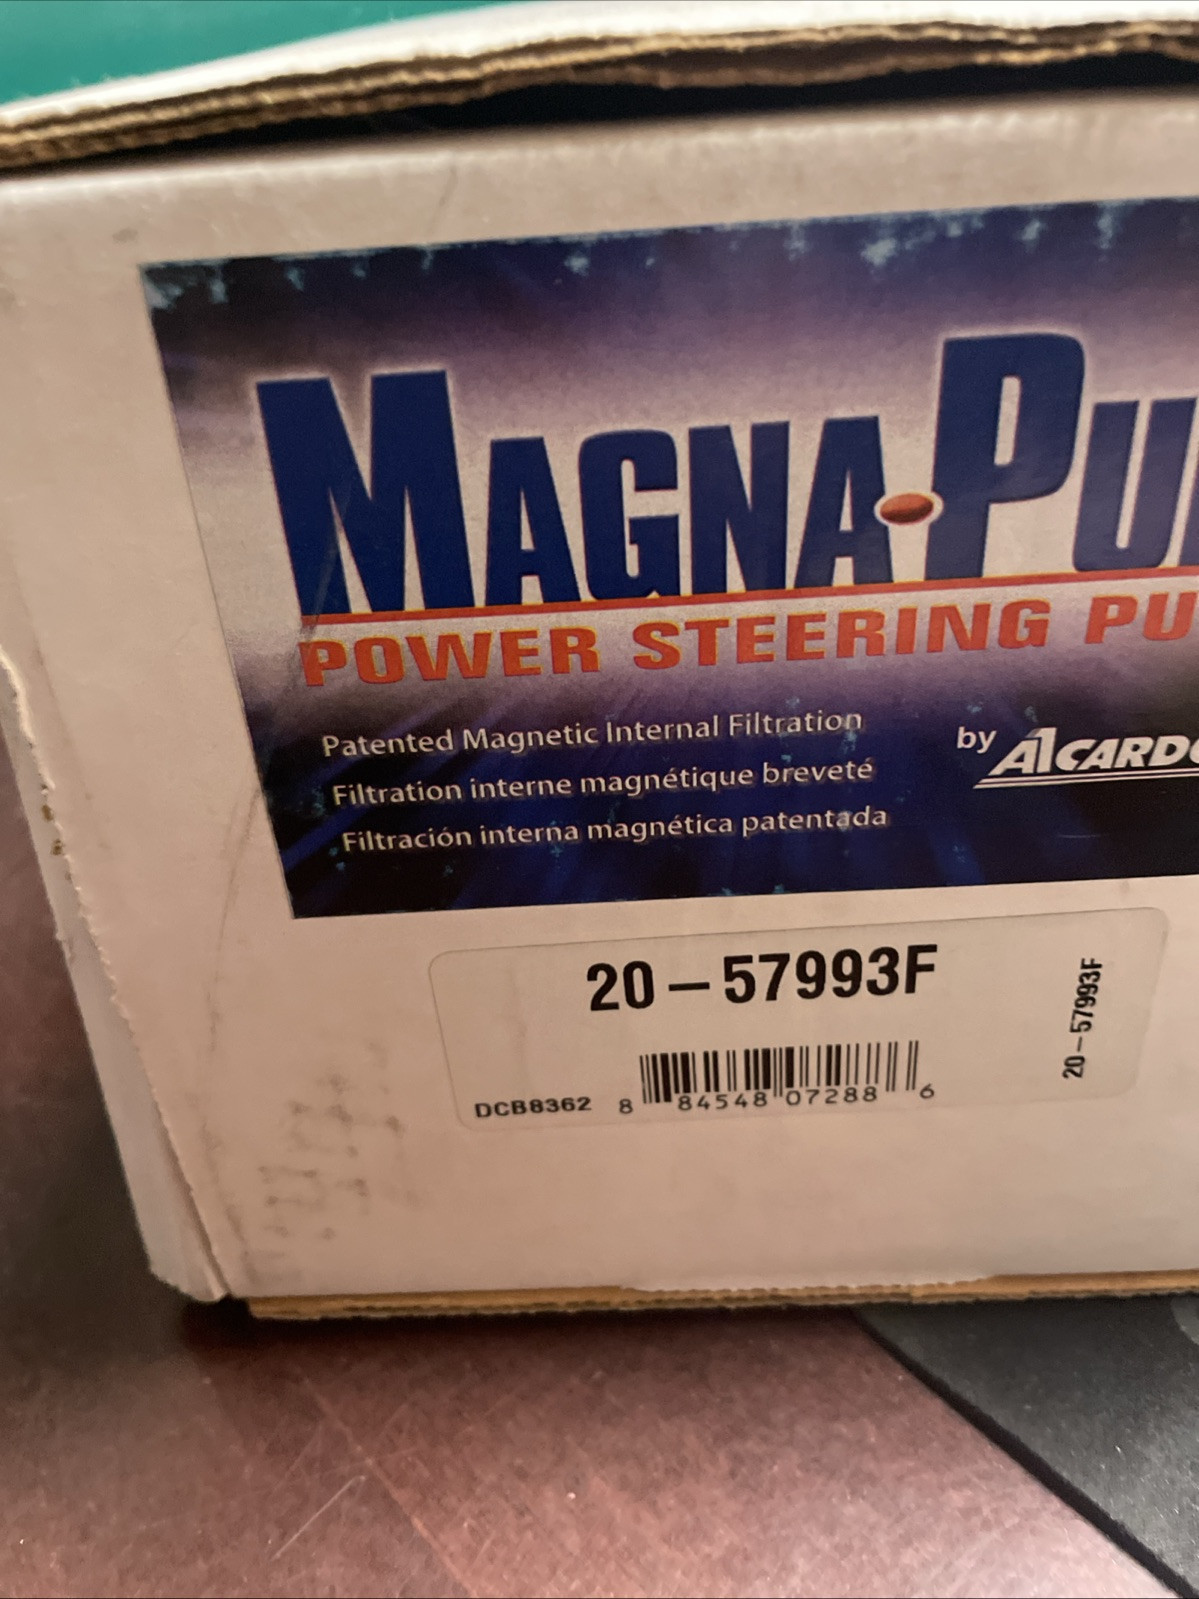 MAGNA•PU
POWER STEERING PU
Patented Magnetic Internal Filtration
Filtration interne magnétique breveté
Filtración interna magnética patentada
by A1CARDO
20-57993F
20-57993F
DCB8362 8 84548 07288 6